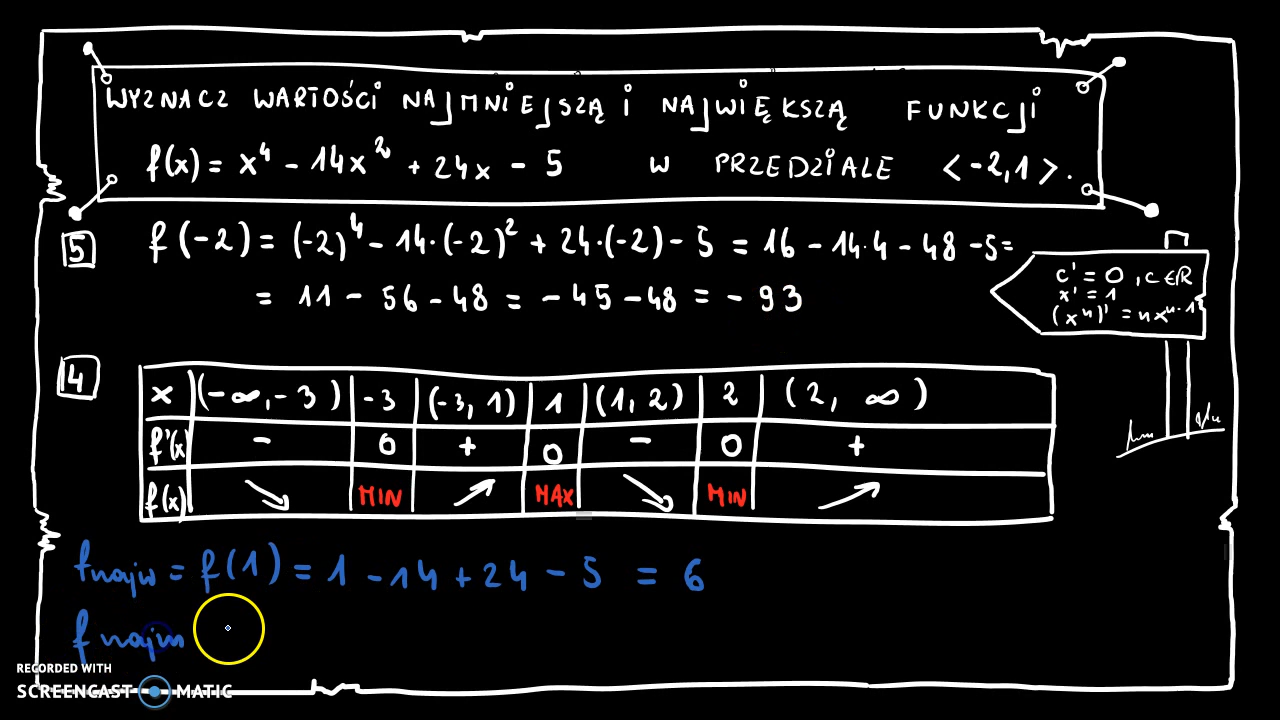 WYZNACZ WARTOŚCI NAJMNIEJSZĄ I NAJWIĘKSZĄ FUNKCJI
f(x) = x⁴ - 14x² + 24x - 5 W PRZEDZIALE <-2,1>.
5 f(-2) = (-2)⁴ - 14·(-2)² + 24·(-2) - 5 = 16 - 14·4 - 48 - 5 =
= 11 - 56 - 48 = -45 - 48 = -93
c' = 0, c∈R
x' = 1
(xⁿ)' = nxⁿ⁻¹
4
x (-∞,-3) -3 (-3,1) 1 (1,2) 2 (2, ∞)
f'(x) - 0 + 0 - 0 +
f(x) ↘ MIN ↗ MAX ↘ MIN ↗
f najw = f(1) = 1 - 14 + 24 - 5 = 6
f najm
RECORDED WITH
SCREENCAST MATIC